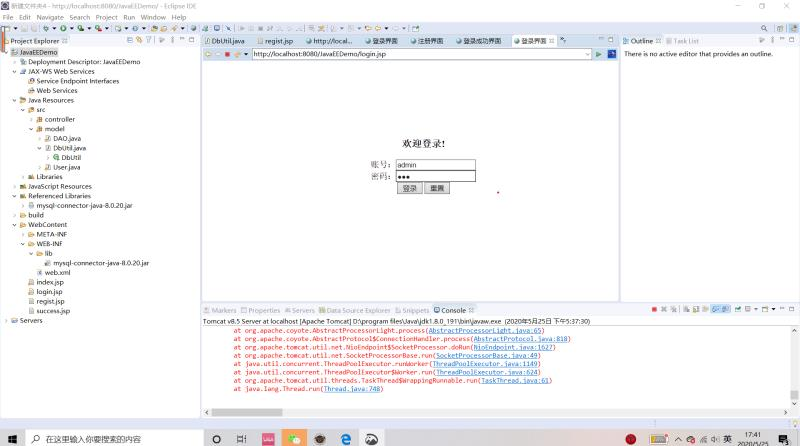 新建文件夹4 - http://localhost:8080/JavaEEDemo/ - Eclipse IDE
File Edit Navigate Search Project Run Window Help
Project Explorer
JavaEEDemo
Deployment Descriptor: JavaEEDemo
JAX-WS Web Services
Service Endpoint Interfaces
Web Services
Java Resources
src
controller
model
DAO.java
DbUtil.java
DbUtil
User.java
Libraries
JavaScript Resources
Referenced Libraries
mysql-connector-java-8.0.20.jar
build
WebContent
META-INF
WEB-INF
lib
mysql-connector-java-8.0.20.jar
web.xml
index.jsp
login.jsp
regist.jsp
success.jsp
Servers
DbUtil.java regist.jsp http://local... 登录界面 注册界面 登录成功界面 登录界面
http://localhost:8080/JavaEEDemo/login.jsp
欢迎登录!
账号: admin
密码: ●●●
登录 重置
Outline Task List
There is no active editor that provides an outline.
Markers Properties Servers Data Source Explorer Snippets Console
Tomcat v8.5 Server at localhost [Apache Tomcat] D:\program files\Java\jdk1.8.0_191\bin\javaw.exe (2020年5月25日 下午5:37:30)
at org.apache.coyote.AbstractProcessorLight.process(AbstractProcessorLight.java:65)
at org.apache.coyote.AbstractProtocol$ConnectionHandler.process(AbstractProtocol.java:818)
at org.apache.tomcat.util.net.NioEndpoint$SocketProcessor.doRun(NioEndpoint.java:1627)
at org.apache.tomcat.util.net.SocketProcessorBase.run(SocketProcessorBase.java:49)
at java.util.concurrent.ThreadPoolExecutor.runWorker(ThreadPoolExecutor.java:1149)
at java.util.concurrent.ThreadPoolExecutor$Worker.run(ThreadPoolExecutor.java:624)
at org.apache.tomcat.util.threads.TaskThread$WrappingRunnable.run(TaskThread.java:61)
at java.lang.Thread.run(Thread.java:748)
在这里输入你要搜索的内容
英
17:41
2020/5/25